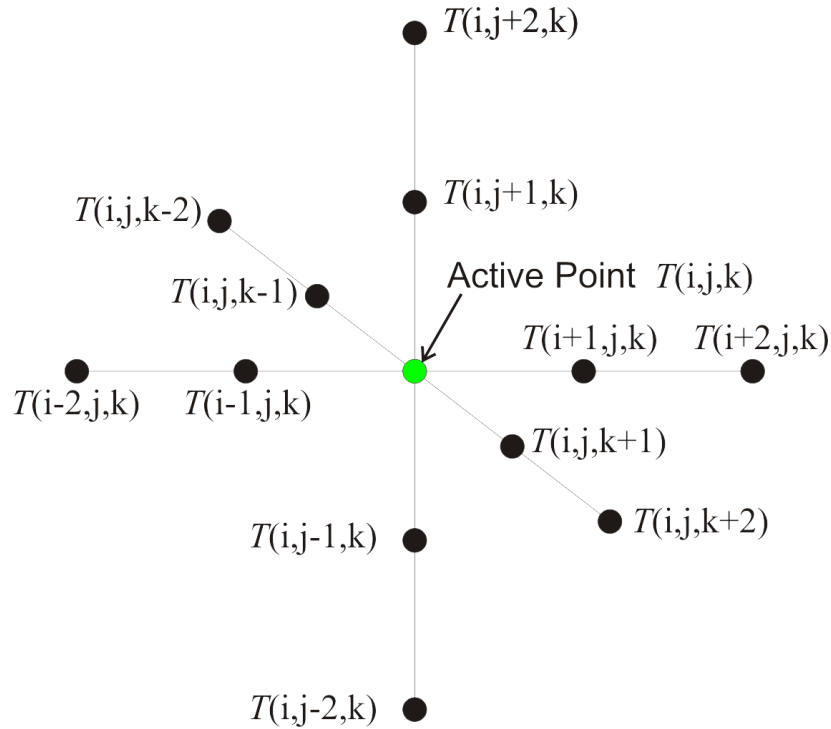 T(i,j+2,k)
T(i,j+1,k)
T(i,j,k-2)
T(i,j,k-1)
Active Point T(i,j,k)
T(i+1,j,k) T(i+2,j,k)
T(i-2,j,k) T(i-1,j,k)
T(i,j,k+1)
T(i,j,k+2)
T(i,j-1,k)
T(i,j-2,k)